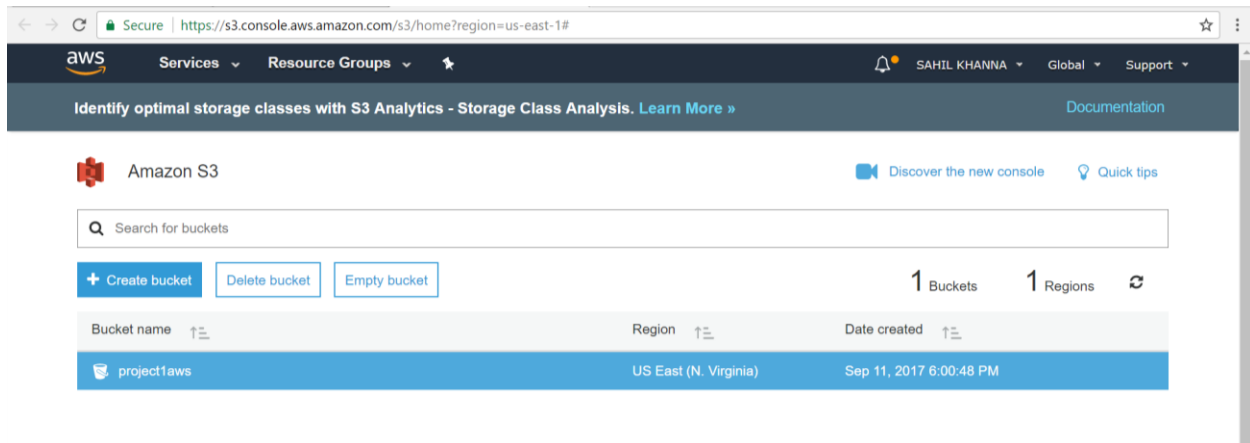 Secure | https://s3.console.aws.amazon.com/s3/home?region=us-east-1#
aws Services Resource Groups SAHIL KHANNA Global Support
Identify optimal storage classes with S3 Analytics - Storage Class Analysis. Learn More » Documentation
Amazon S3 Discover the new console Quick tips
Search for buckets
+ Create bucket Delete bucket Empty bucket 1 Buckets 1 Regions
Bucket name Region Date created
project1aws US East (N. Virginia) Sep 11, 2017 6:00:48 PM